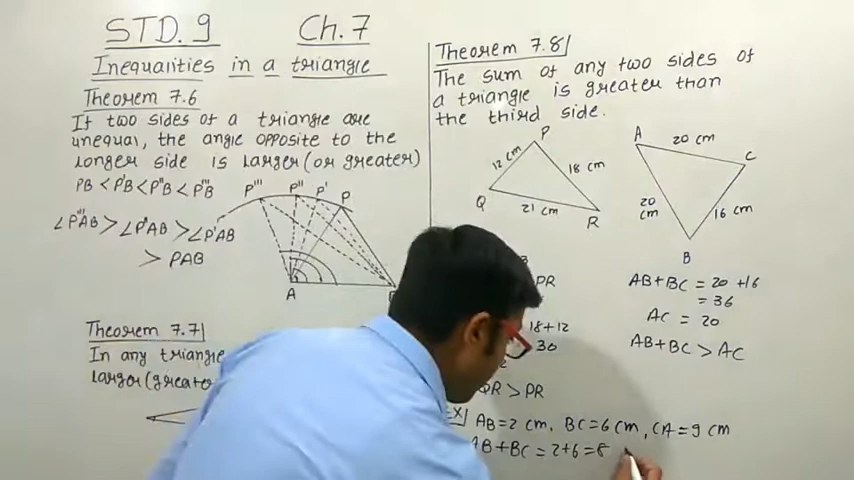 STD. 9 Ch. 7
Inequalities in a triangle
Theorem 7.6
If two sides of a triangle are
unequal, the angle opposite to the
longer side is larger (or greater)
PB < P'B < P''B < P'''B
∠P'''AB > ∠P''AB > ∠P'AB
> PAB
P''' P'' P' P
A
Theorem 7.7
In any triangle
larger (greate
Theorem 7.8
The sum of any two sides of
a triangle is greater than
the third side.
P
12 cm
18 cm
Q
21 cm
R
A
20 cm
C
20
cm
16 cm
B
PR
18+12
30
QR > PR
AB+BC = 20 +16
= 36
AC = 20
AB+BC > AC
EX AB=2 cm, BC=6 cm, CA=9 cm
AB+BC = 2+6 = 8